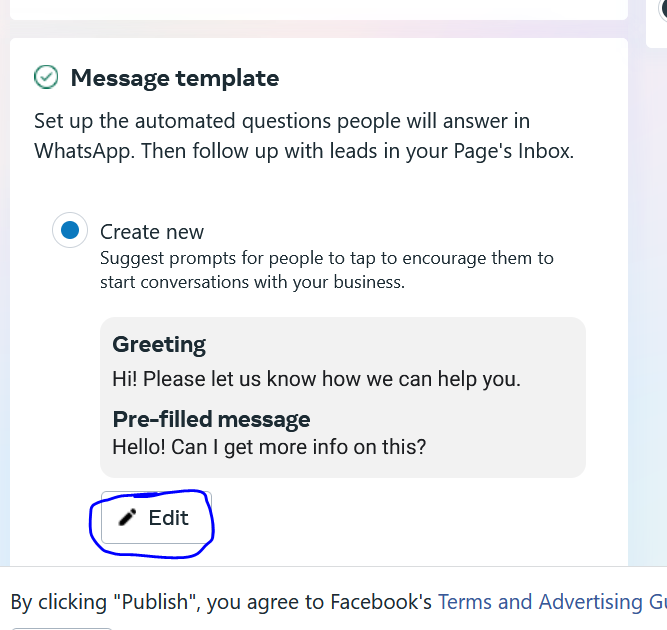 Message template
Set up the automated questions people will answer in
WhatsApp. Then follow up with leads in your Page's Inbox.
Create new
Suggest prompts for people to tap to encourage them to
start conversations with your business.
Greeting
Hi! Please let us know how we can help you.
Pre-filled message
Hello! Can I get more info on this?
Edit
By clicking "Publish", you agree to Facebook's Terms and Advertising